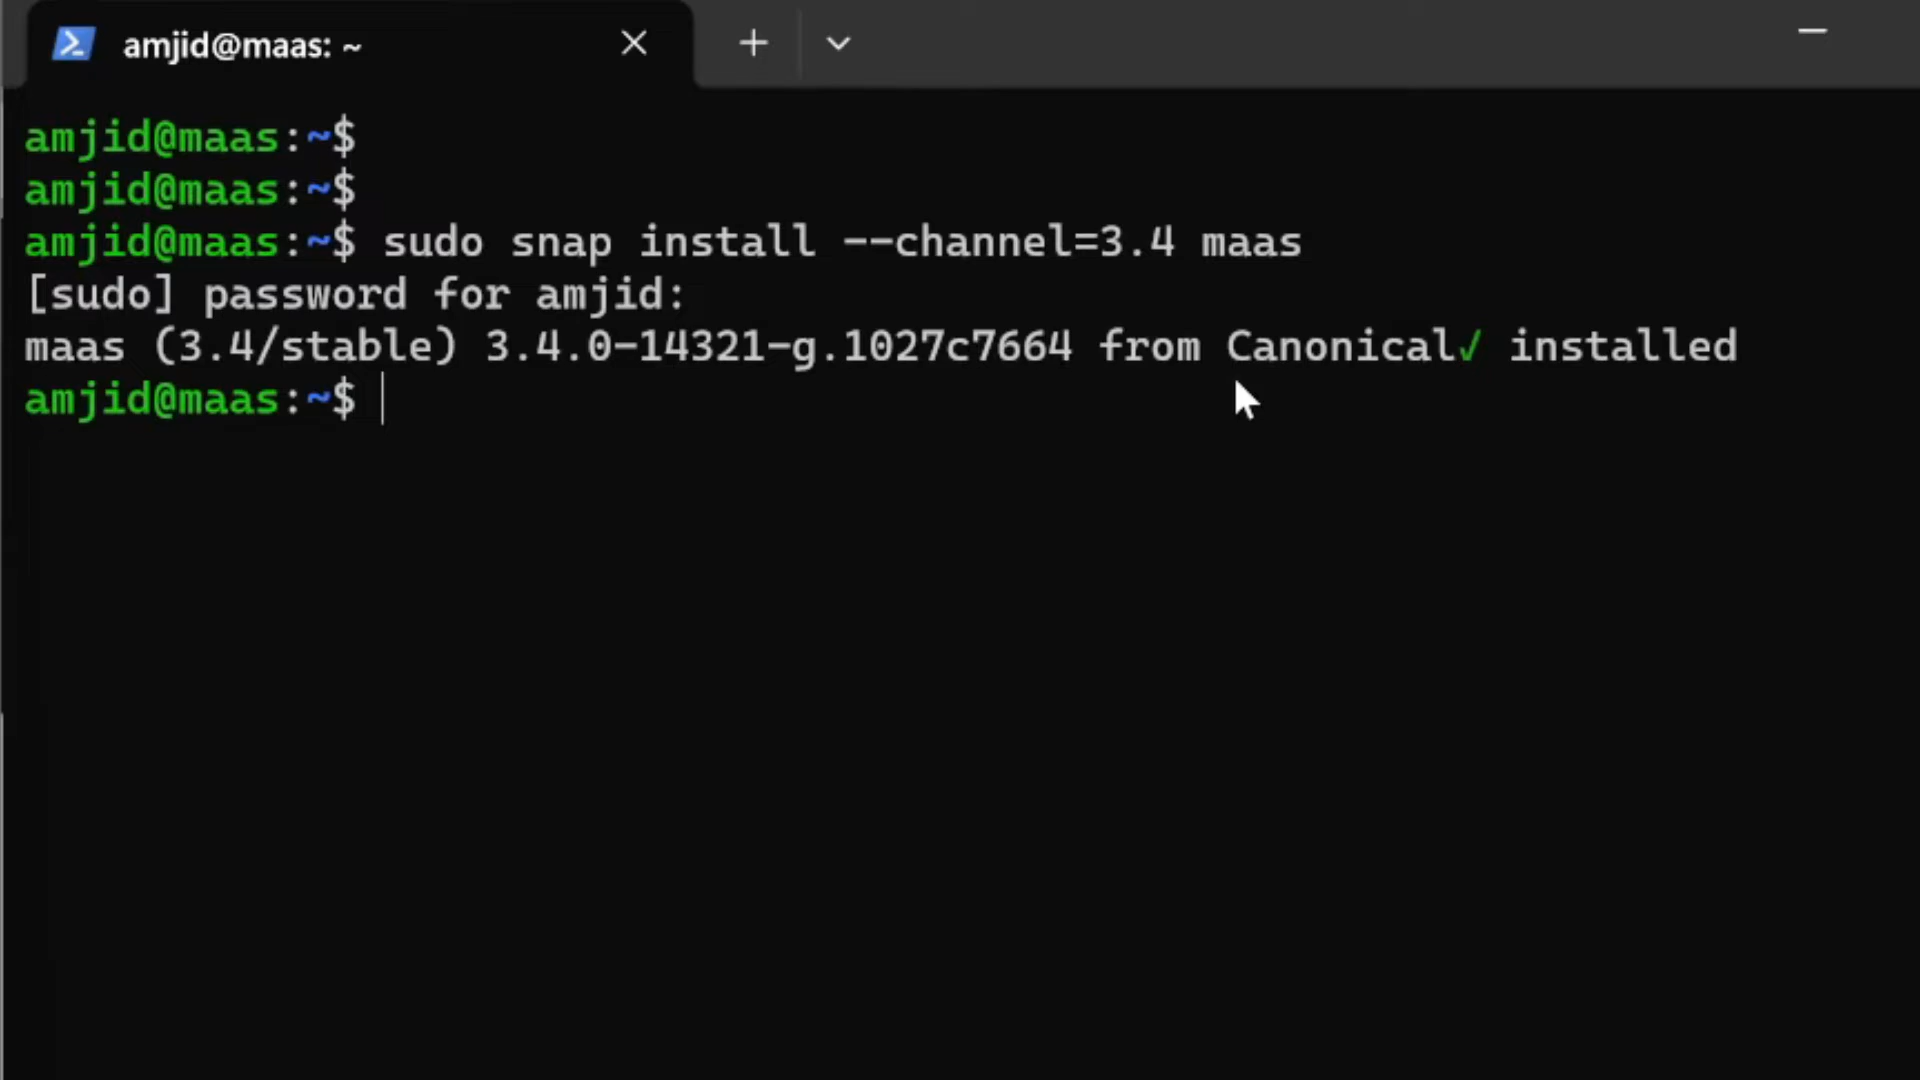 amjid@maas: ~
amjid@maas:~$
amjid@maas:~$
amjid@maas:~$ sudo snap install --channel=3.4 maas
[sudo] password for amjid:
maas (3.4/stable) 3.4.0-14321-g.1027c7664 from Canonical✓ installed
amjid@maas:~$